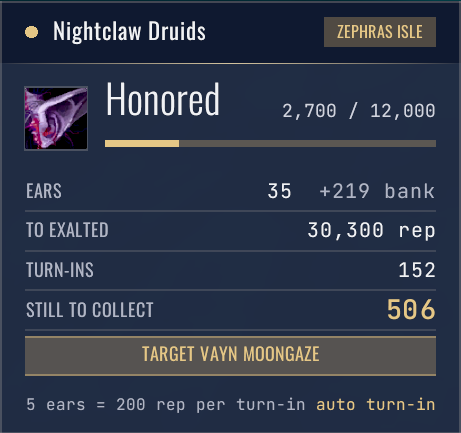 Nightclaw Druids ZEPHRAS ISLE
Honored 2,700 / 12,000
EARS 35 +219 bank
TO EXALTED 30,300 rep
TURN-INS 152
STILL TO COLLECT 506
TARGET VAYN MOONGAZE
5 ears = 200 rep per turn-in auto turn-in